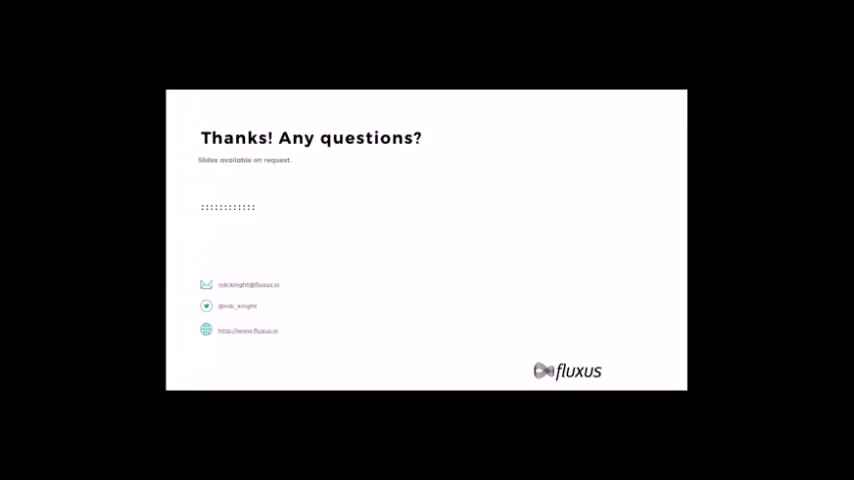 Thanks! Any questions?
Slides available on request.
rob.knight@fluxus.io
@rob_knight
http://www.fluxus.io
fluxus